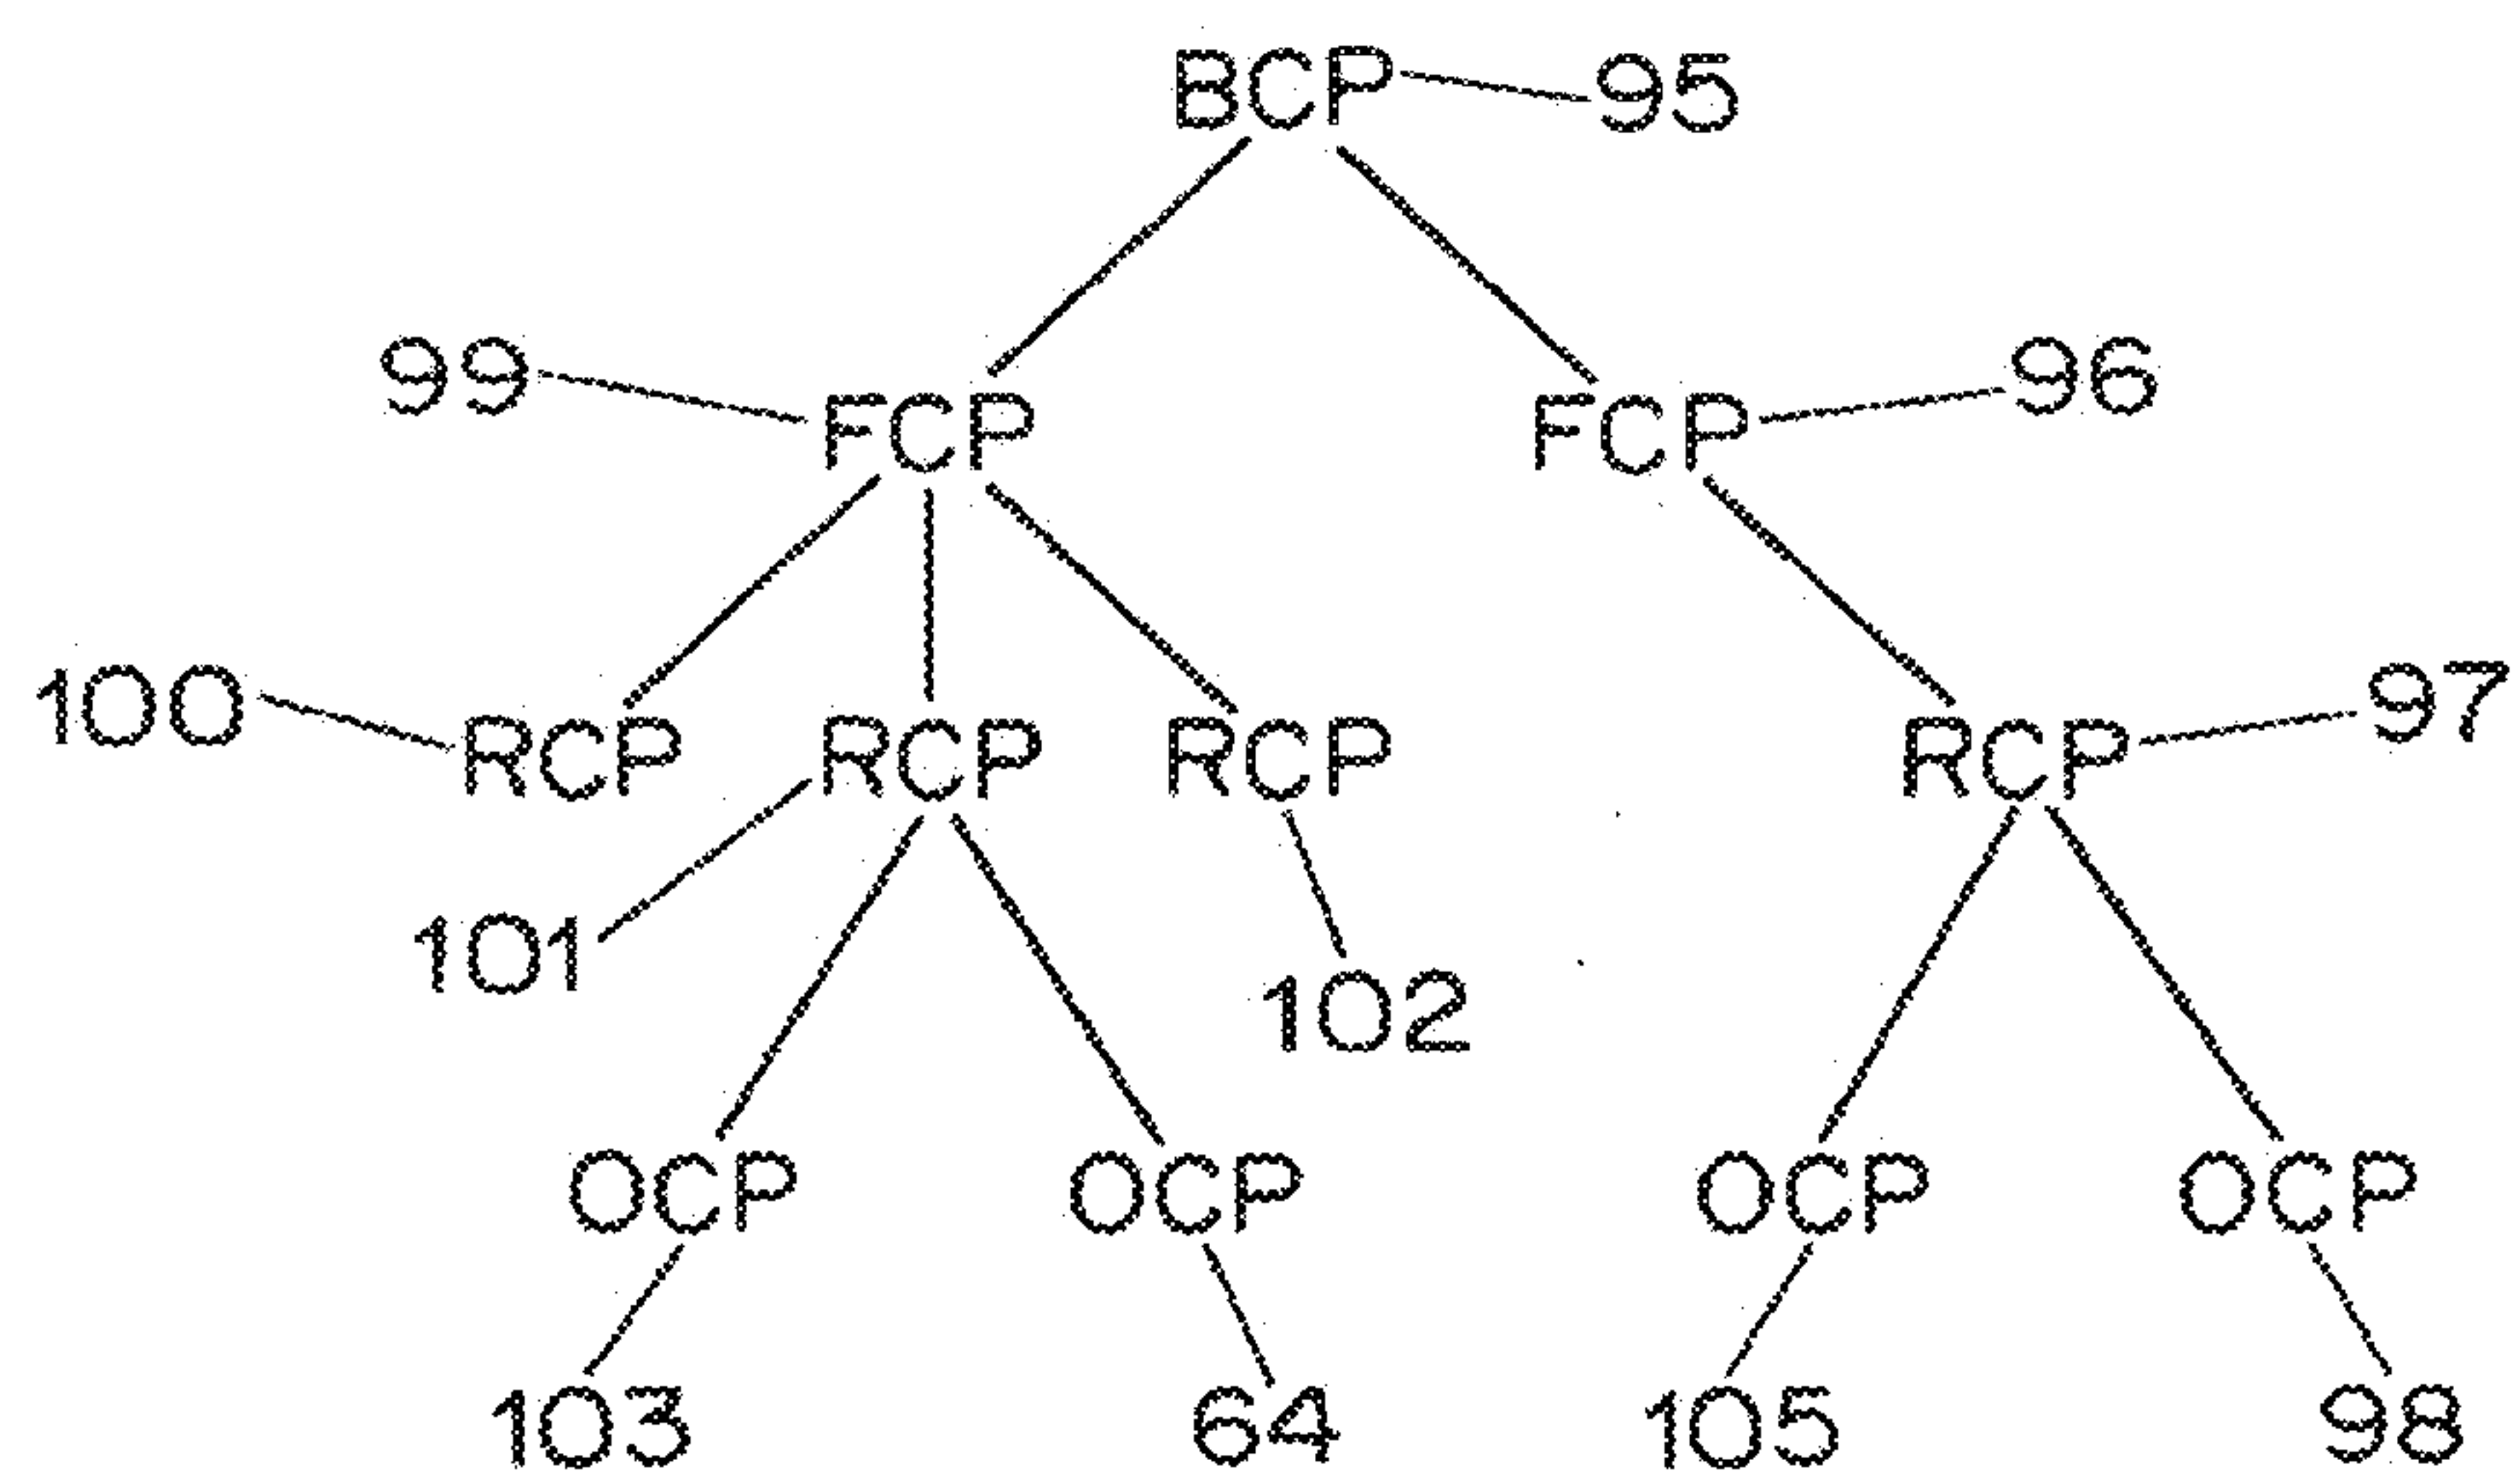 BCP 95
99 FCP FCP 96
100 RCP RCP RCP RCP 97
101 102
OCP OCP OCP OCP
103 64 105 98